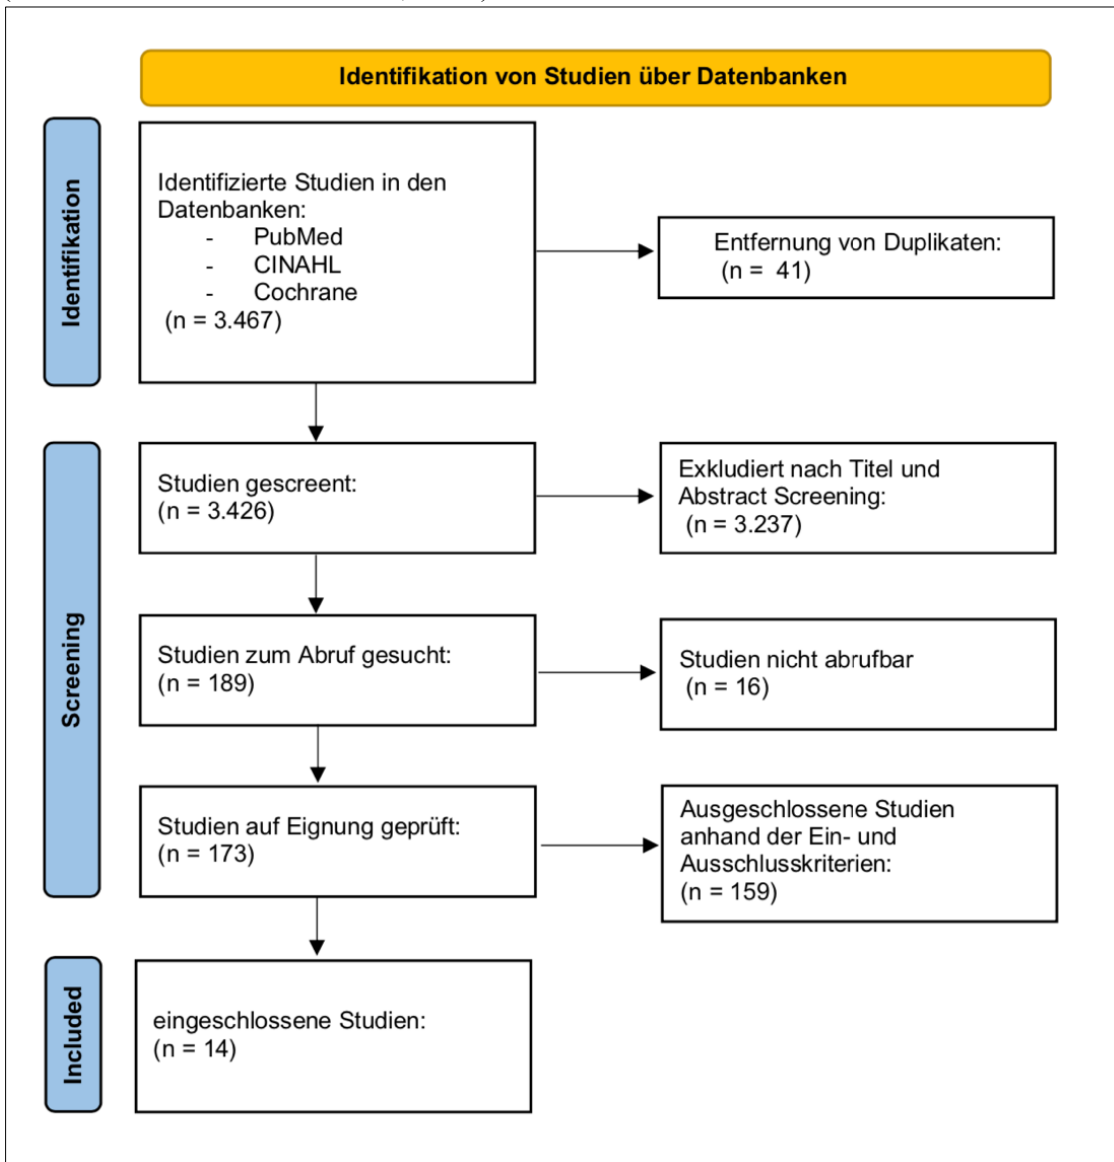 Identifikation von Studien über Datenbanken
Identifikation
Identifizierte Studien in den
Datenbanken:
- PubMed
- CINAHL
- Cochrane
(n = 3.467)
Entfernung von Duplikaten:
(n = 41)
Screening
Studien gescreent:
(n = 3.426)
Exkludiert nach Titel und
Abstract Screening:
(n = 3.237)
Studien zum Abruf gesucht:
(n = 189)
Studien nicht abrufbar
(n = 16)
Studien auf Eignung geprüft:
(n = 173)
Ausgeschlossene Studien
anhand der Ein- und
Ausschlusskriterien:
(n = 159)
Included
eingeschlossene Studien:
(n = 14)